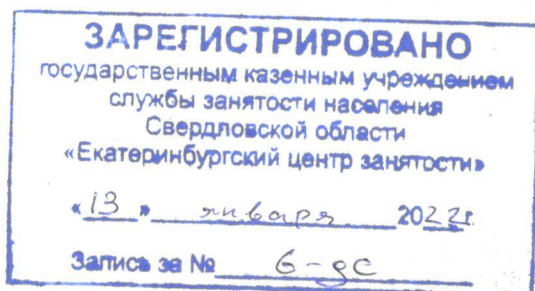 ЗАРЕГИСТРИРОВАНО
государственным казенным учреждением
службы занятости населения
Свердловской области
«Екатеринбургский центр занятости»
«13» января 2022г.
Запись за № 6-дс